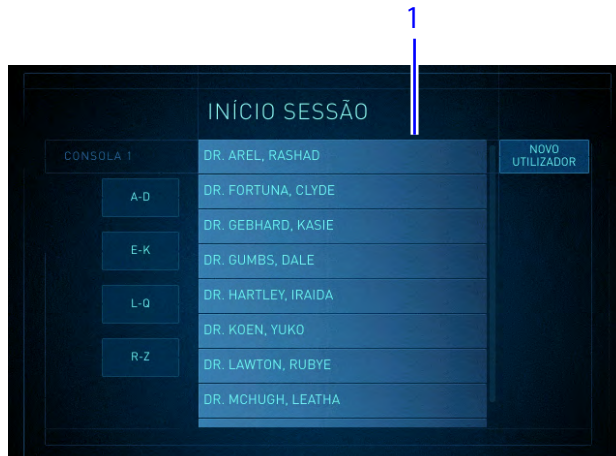 1
INÍCIO SESSÃO
CONSOLA 1
A-D
E-K
L-Q
R-Z
DR. AREL, RASHAD
DR. FORTUNA, CLYDE
DR. GEBHARD, KASIE
DR. GUMBS, DALE
DR. HARTLEY, IRAIDA
DR. KOEN, YUKO
DR. LAWTON, RUBYE
DR. MCHUGH, LEATHA
NOVO
UTILIZADOR